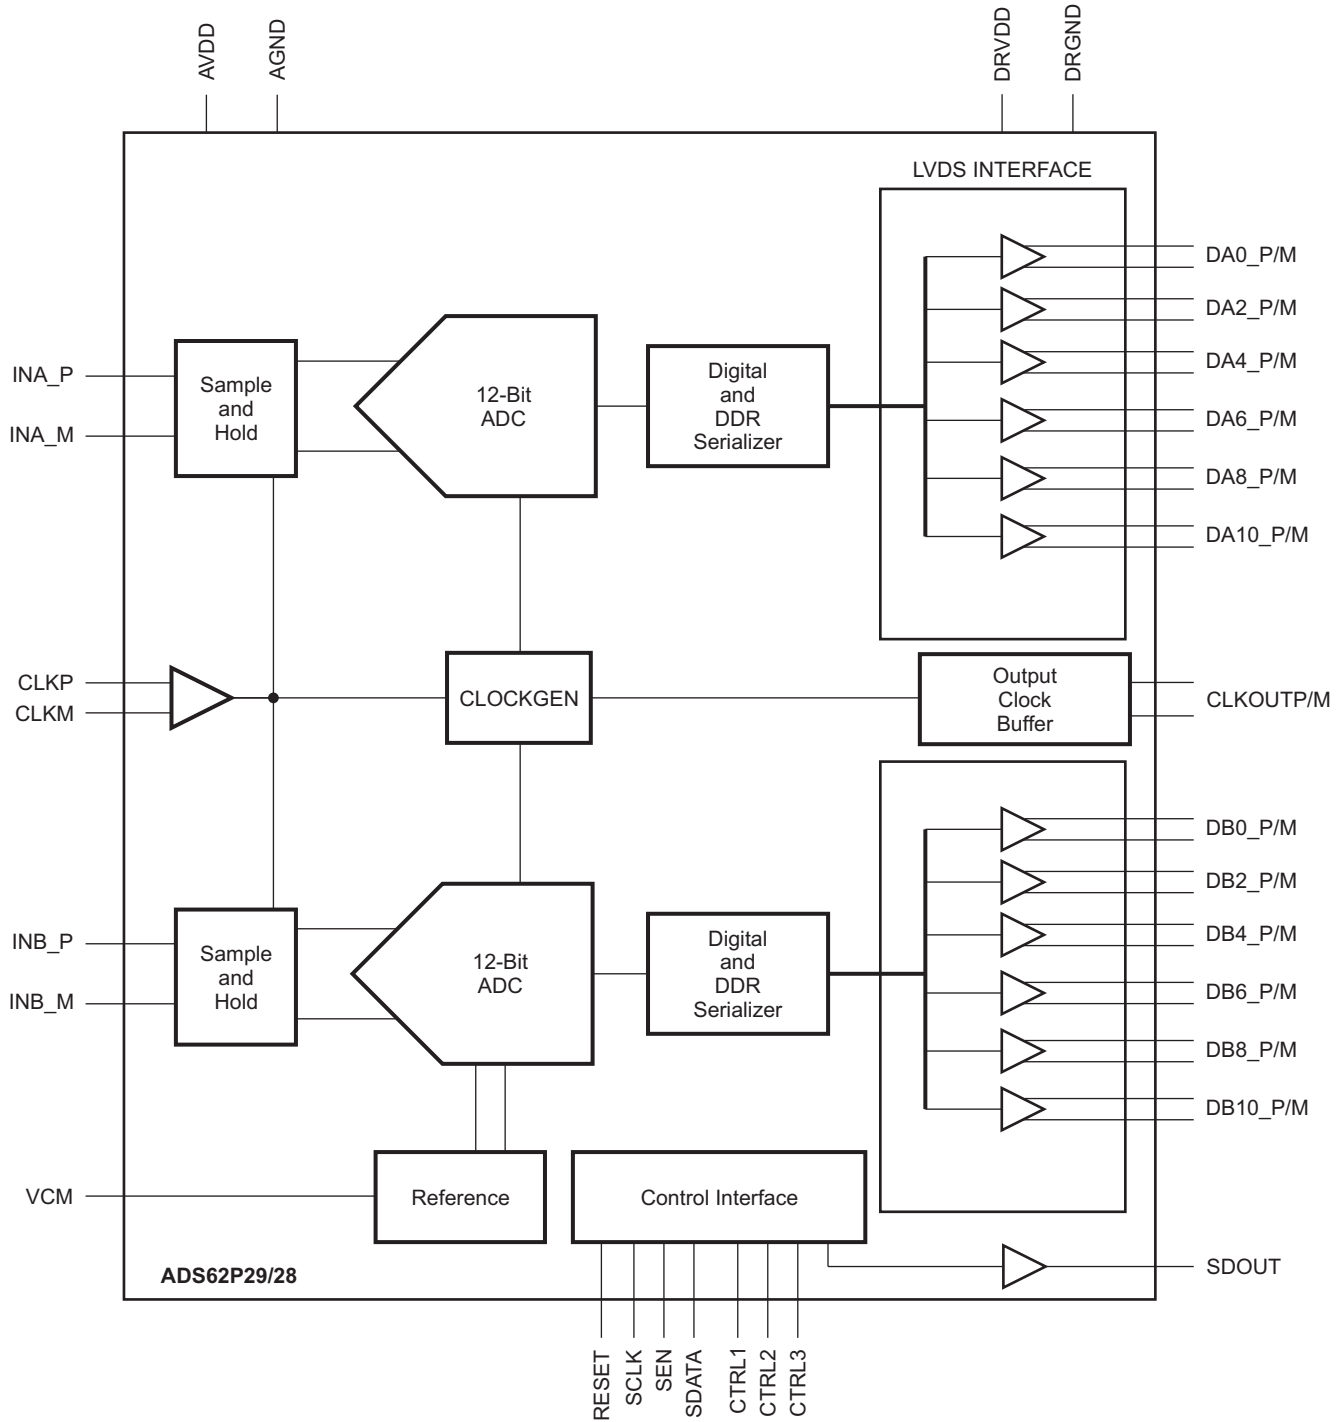 AVDD
AGND
DRVDD
DRGND
LVDS INTERFACE
DA0_P/M
DA2_P/M
DA4_P/M
DA6_P/M
DA8_P/M
DA10_P/M
INA_P
INA_M
Sample
and
Hold
12-Bit
ADC
Digital
and
DDR
Serializer
CLKP
CLKM
CLOCKGEN
Output
Clock
Buffer
CLKOUTP/M
DB0_P/M
DB2_P/M
DB4_P/M
DB6_P/M
DB8_P/M
DB10_P/M
INB_P
INB_M
Sample
and
Hold
12-Bit
ADC
Digital
and
DDR
Serializer
VCM
Reference
Control Interface
SDOUT
ADS62P29/28
RESET
SCLK
SEN
SDATA
CTRL1
CTRL2
CTRL3